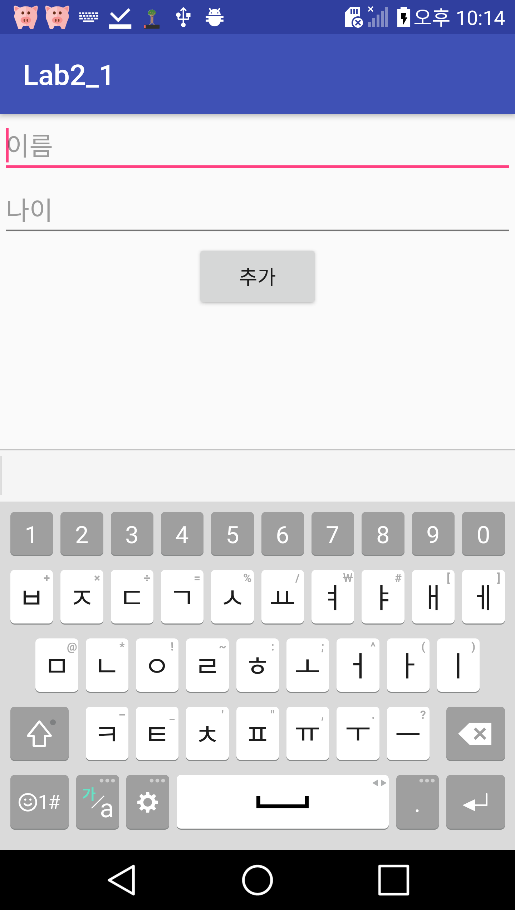 오후 10:14
Lab2_1
이름
나이
추가
1 2 3 4 5 6 7 8 9 0
+ × ÷ = % / ₩ # [ ]
ㅂ ㅈ ㄷ ㄱ ㅅ ㅛ ㅕ ㅑ ㅐ ㅔ
@ * ! ~ : ; ^ ( )
ㅁ ㄴ ㅇ ㄹ ㅎ ㅗ ㅓ ㅏ ㅣ
- _ ' " , . ?
ㅋ ㅌ ㅊ ㅍ ㅠ ㅜ ㅡ
1# 가/a .